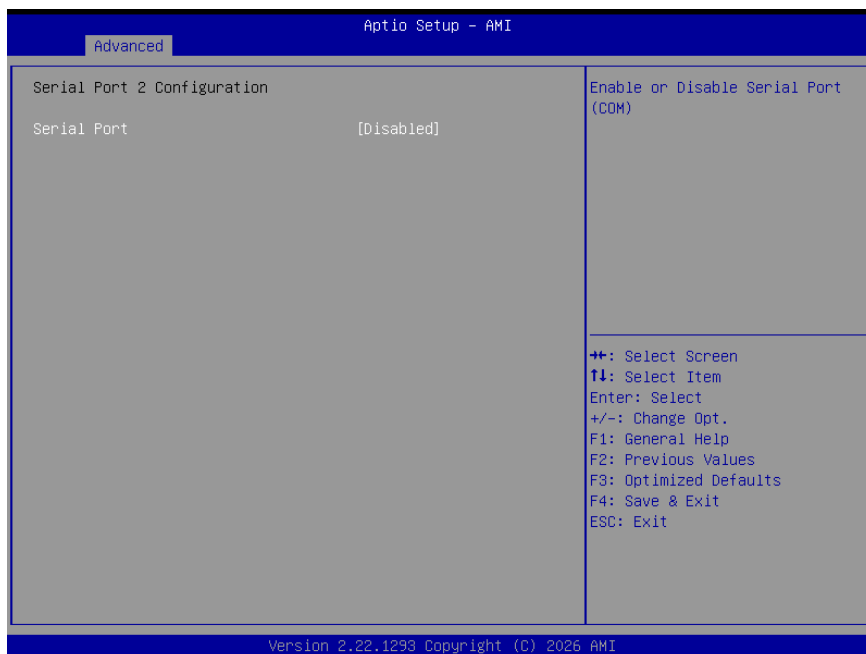 Aptio Setup – AMI
Advanced
Serial Port 2 Configuration
Serial Port [Disabled]
Enable or Disable Serial Port
(COM)
→←: Select Screen
↑↓: Select Item
Enter: Select
+/-: Change Opt.
F1: General Help
F2: Previous Values
F3: Optimized Defaults
F4: Save & Exit
ESC: Exit
Version 2.22.1293 Copyright (C) 2026 AMI